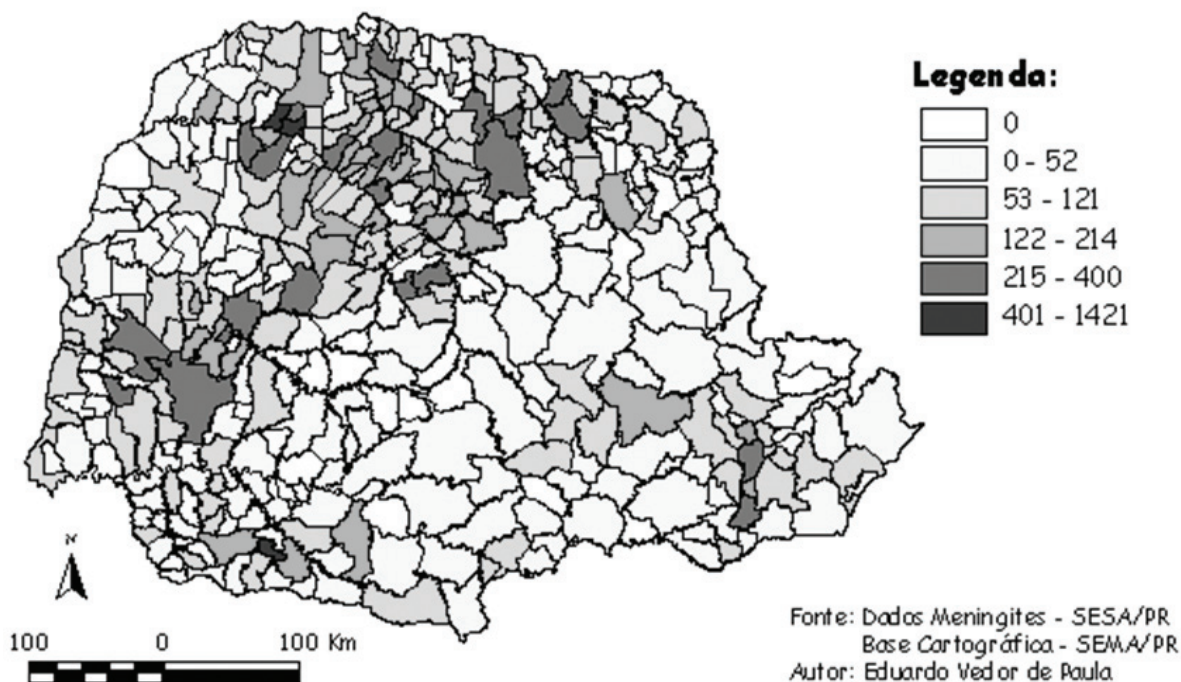 Legenda:
0
0 - 52
53 - 121
122 - 214
215 - 400
401 - 1421
N
100 0 100 Km
Fonte: Dados Meningites - SESA/PR
Base Cartográfica - SEMA/PR
Autor: Eduardo Vedor de Paula